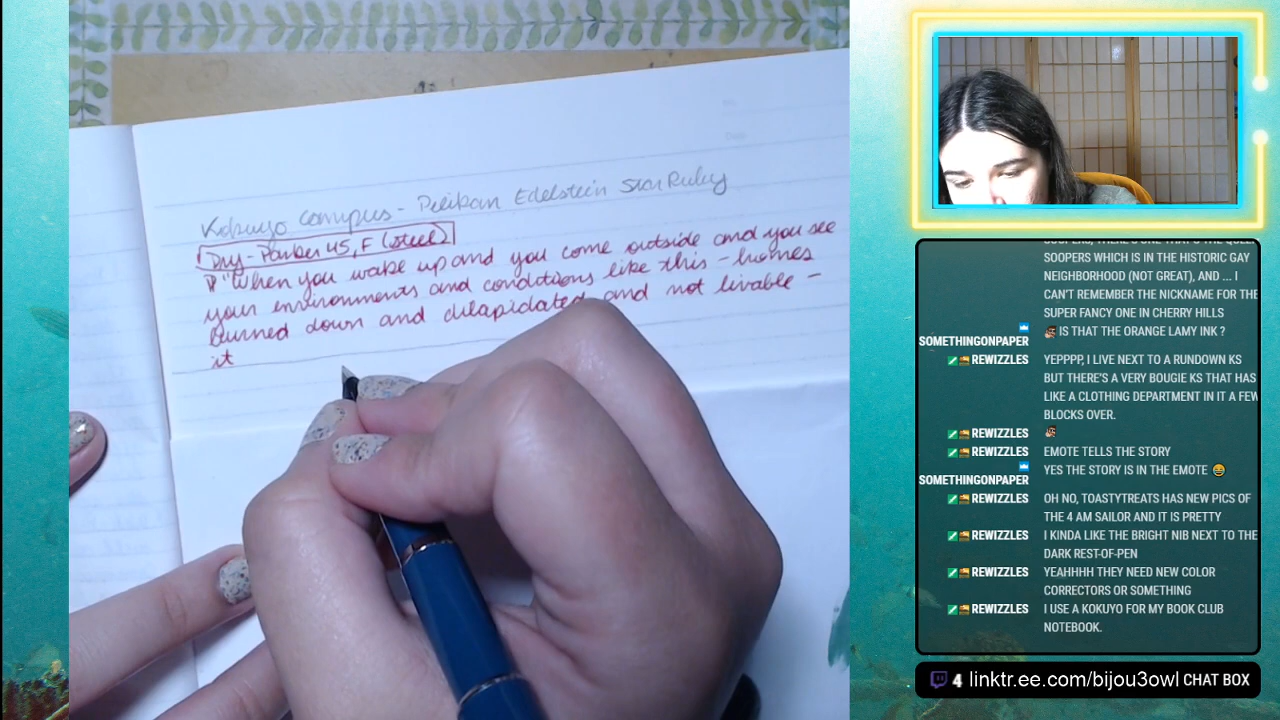 Kokuyo Campus - Pelikan Edelstein Star Ruby
Dry - Parker 45, F (steel)
"When you wake up and you come outside and you see
your environments and conditions like this - homes
burned down and dilapidated and not livable -
it
SOOPERS WHICH IS IN THE HISTORIC GAY
NEIGHBORHOOD (NOT GREAT), AND ... I
CAN'T REMEMBER THE NICKNAME FOR THE
SUPER FANCY ONE IN CHERRY HILLS
SOMETHINGONPAPER IS THAT THE ORANGE LAMY INK ?
REWIZZLES YEPPPP, I LIVE NEXT TO A RUNDOWN KS
BUT THERE'S A VERY BOUGIE KS THAT HAS
LIKE A CLOTHING DEPARTMENT IN IT A FEW
BLOCKS OVER.
REWIZZLES
REWIZZLES EMOTE TELLS THE STORY
SOMETHINGONPAPER YES THE STORY IS IN THE EMOTE
REWIZZLES OH NO, TOASTYTREATS HAS NEW PICS OF
THE 4 AM SAILOR AND IT IS PRETTY
REWIZZLES I KINDA LIKE THE BRIGHT NIB NEXT TO THE
DARK REST-OF-PEN
REWIZZLES YEAHHHH THEY NEED NEW COLOR
CORRECTORS OR SOMETHING
REWIZZLES I USE A KOKUYO FOR MY BOOK CLUB
NOTEBOOK.
4 linktr.ee.com/bijou3owl CHAT BOX